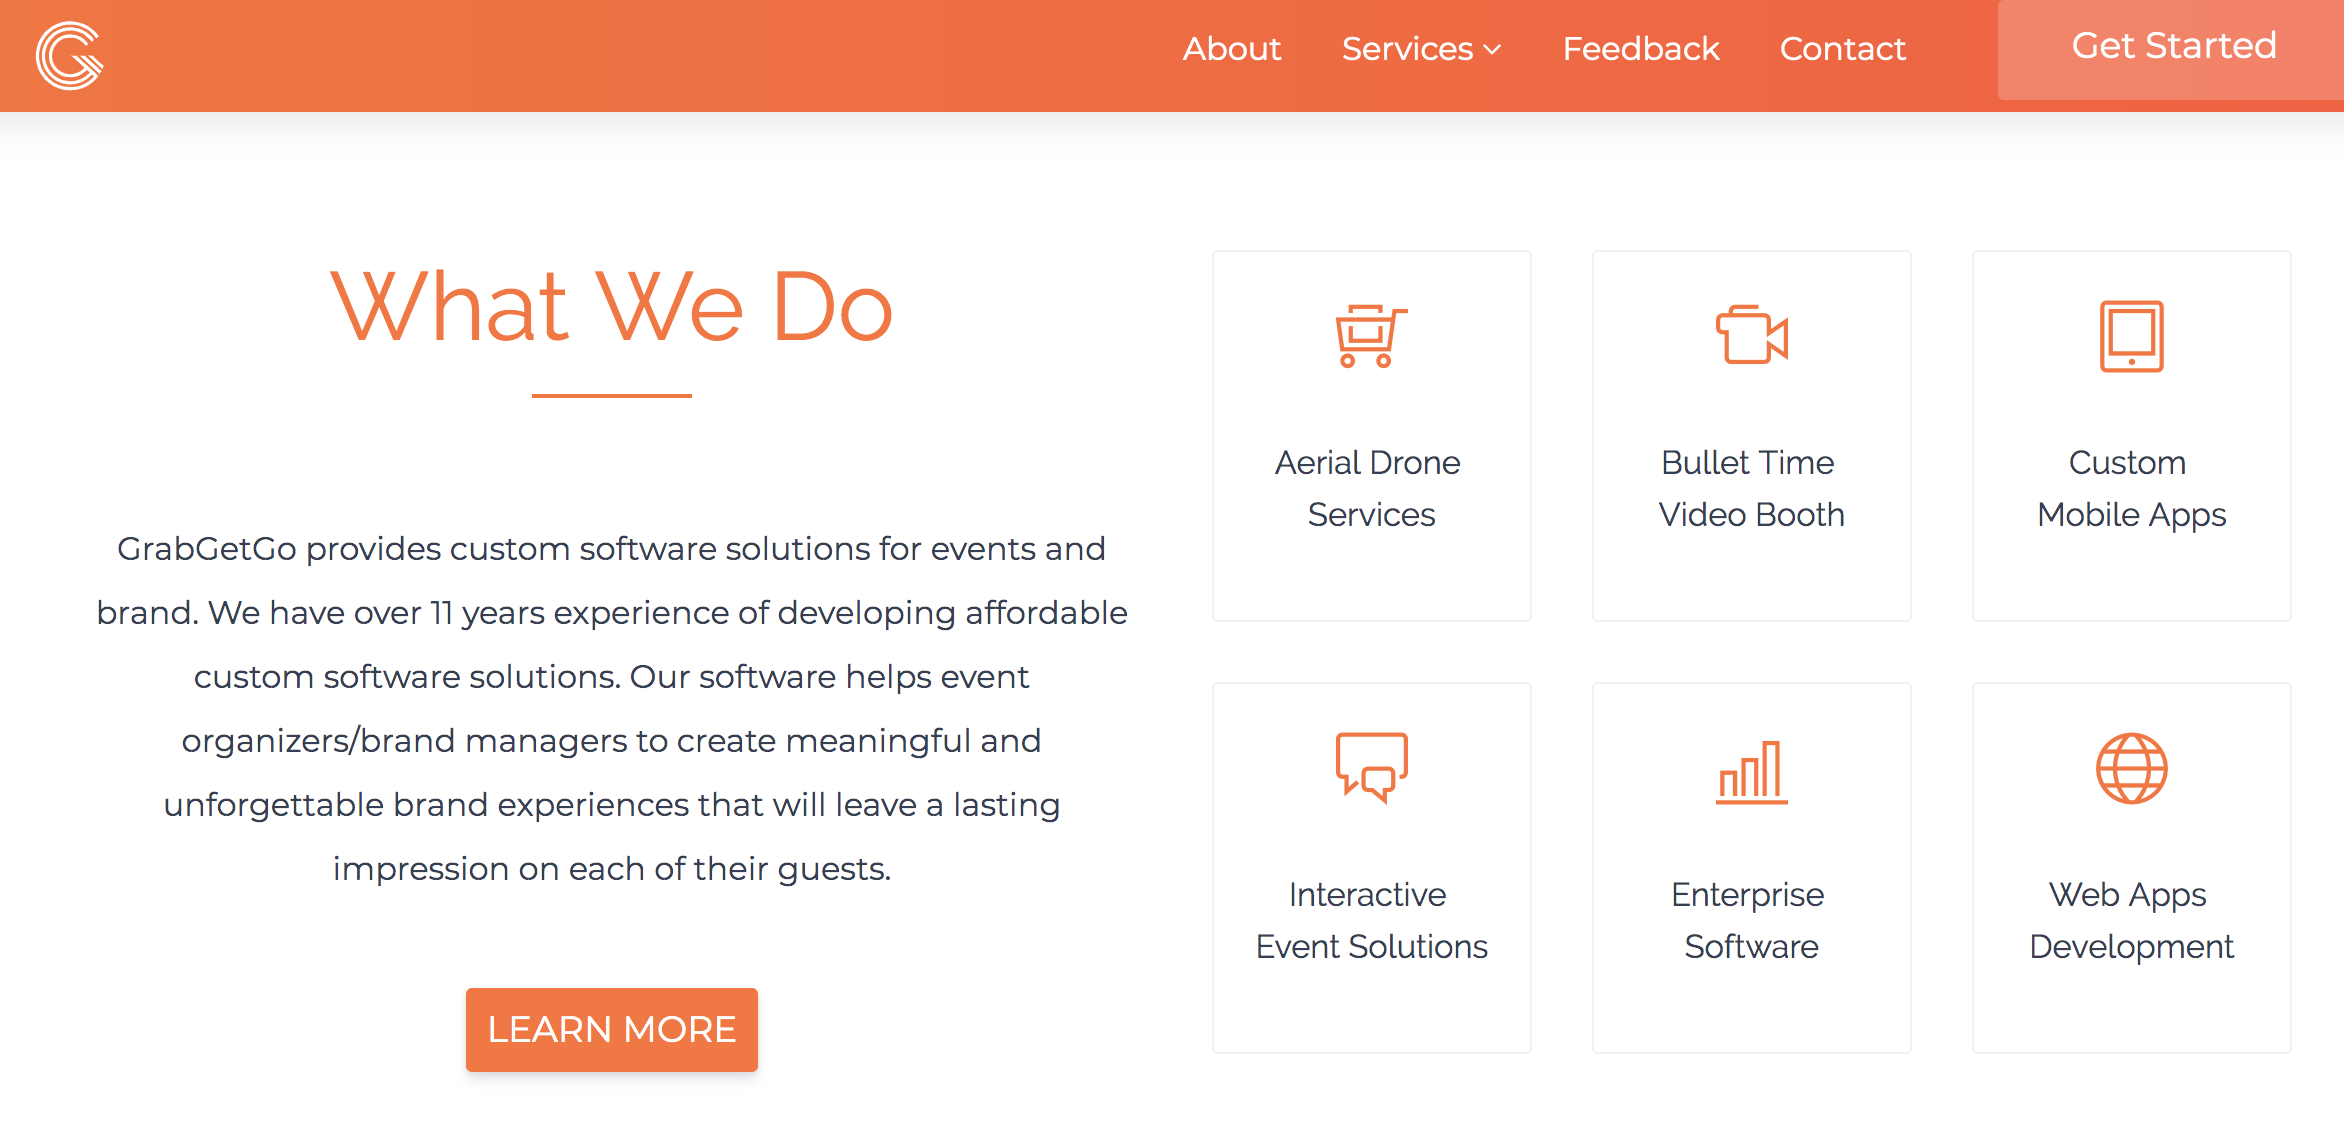 About
Services
Feedback
Contact
Get Started
What We Do
GrabGetGo provides custom software solutions for events and
brand. We have over 11 years experience of developing affordable
custom software solutions. Our software helps event
organizers/brand managers to create meaningful and
unforgettable brand experiences that will leave a lasting
impression on each of their guests.
LEARN MORE
Aerial Drone
Services
Bullet Time
Video Booth
Custom
Mobile Apps
Interactive
Event Solutions
Enterprise
Software
Web Apps
Development